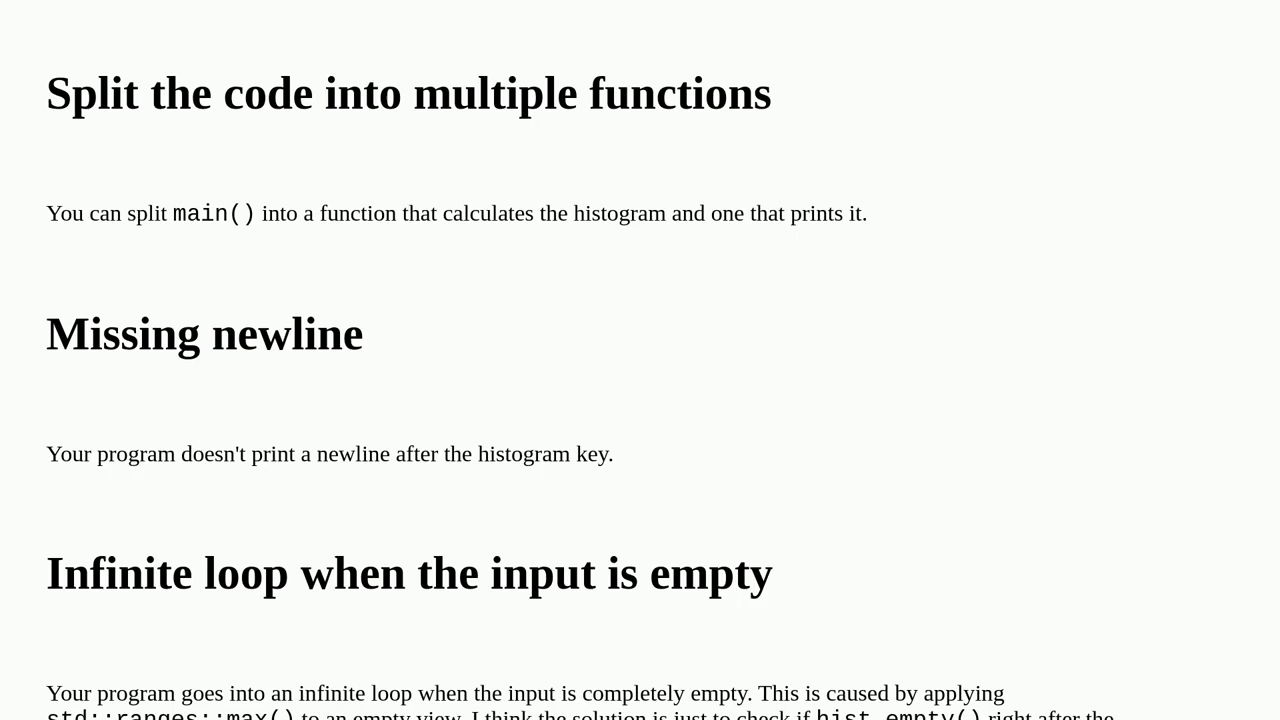 Split the code into multiple functions
You can split main() into a function that calculates the histogram and one that prints it.
Missing newline
Your program doesn't print a newline after the histogram key.
Infinite loop when the input is empty
Your program goes into an infinite loop when the input is completely empty. This is caused by applying
std::ranges::max() to an empty view. I think the solution is just to check if hist.empty() right after the